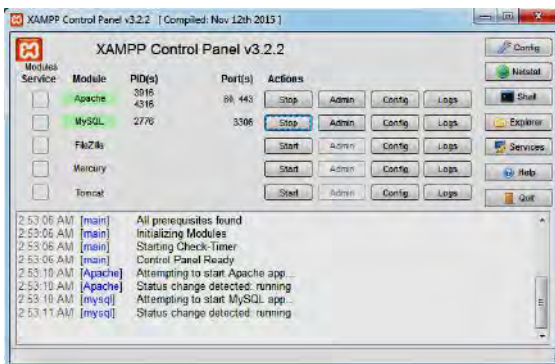 XAMPP Control Panel v3.2.2 [ Compiled: Nov 12th 2015 ]
XAMPP Control Panel v3.2.2
Config
Modules
Service Module PID(s) Port(s) Actions
Netstat
Apache 3916 4316 80, 443 Stop Admin Config Logs
Shell
MySQL 2776 3306 Stop Admin Config Logs
Explorer
FileZilla Start Admin Config Logs
Services
Mercury Start Admin Config Logs
Help
Tomcat Start Admin Config Logs
Quit
2:53:06 AM [main] All prerequisites found
2:53:06 AM [main] Initializing Modules
2:53:06 AM [main] Starting Check-Timer
2:53:06 AM [main] Control Panel Ready
2:53:10 AM [Apache] Attempting to start Apache app...
2:53:10 AM [Apache] Status change detected: running
2:53:10 AM [mysql] Attempting to start MySQL app...
2:53:11 AM [mysql] Status change detected: running